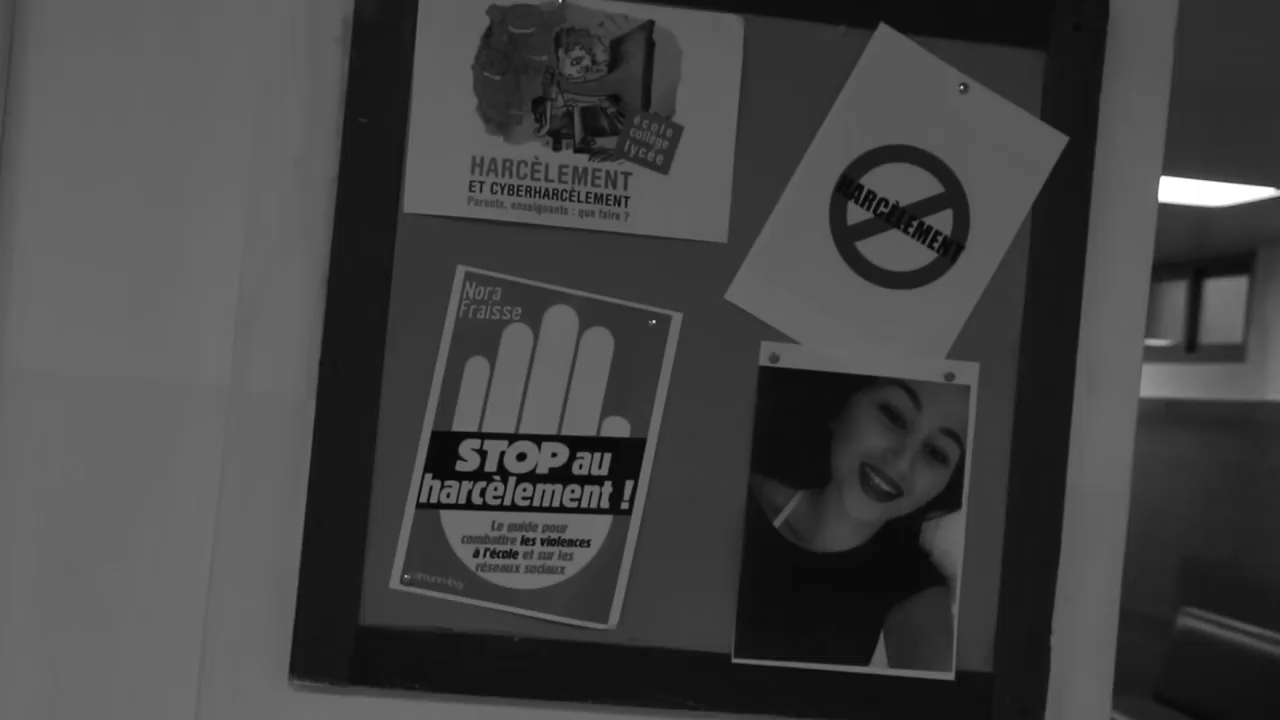 école
collège
lycée
HARCÈLEMENT
ET CYBERHARCÈLEMENT
Parents, enseignants : que faire ?
HARCÈLEMENT
Nora
Fraisse
STOP au
harcèlement !
Le guide pour
combattre les violences
à l'école et sur les
réseaux sociaux